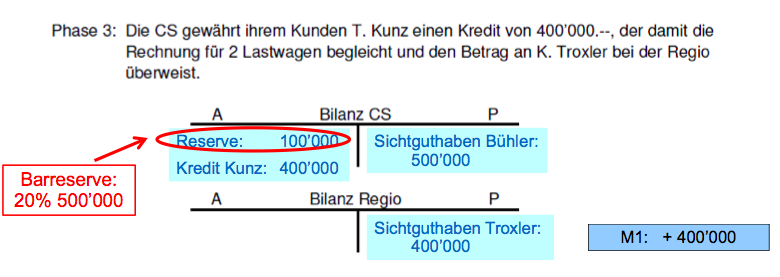 Phase 3: Die CS gewährt ihrem Kunden T. Kunz einen Kredit von 400'000.--, der damit die
Rechnung für 2 Lastwagen begleicht und den Betrag an K. Troxler bei der Regio
überweist.
A Bilanz CS P
Reserve: 100'000 Sichtguthaben Bühler:
500'000
Kredit Kunz: 400'000
Barreserve:
20% 500'000
A Bilanz Regio P
Sichtguthaben Troxler:
400'000
M1: + 400'000